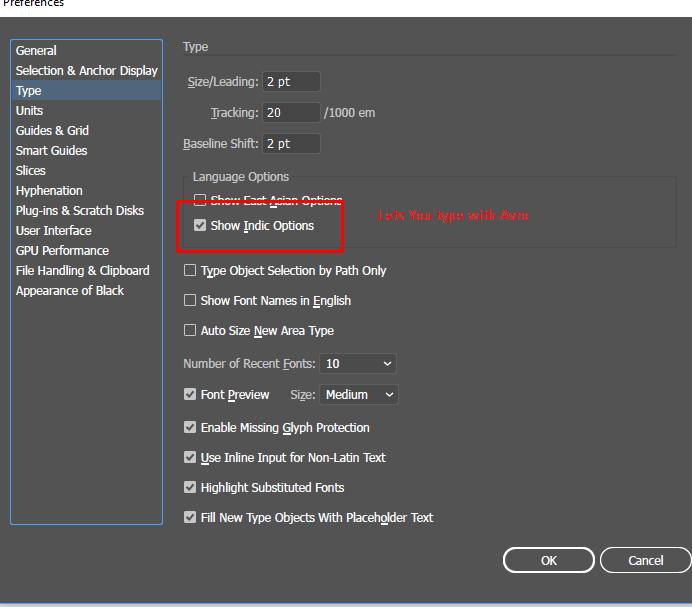 Preferences
General
Selection & Anchor Display
Type
Units
Guides & Grid
Smart Guides
Slices
Hyphenation
Plug-ins & Scratch Disks
User Interface
GPU Performance
File Handling & Clipboard
Appearance of Black
Type
Size/Leading: 2 pt
Tracking: 20 /1000 em
Baseline Shift: 2 pt
Language Options
Show East Asian Options
Show Indic Options
You type with
Type Object Selection by Path Only
Show Font Names in English
Auto Size New Area Type
Number of Recent Fonts: 10
Font Preview Size: Medium
Enable Missing Glyph Protection
Use Inline Input for Non-Latin Text
Highlight Substituted Fonts
Fill New Type Objects With Placeholder Text
OK Cancel